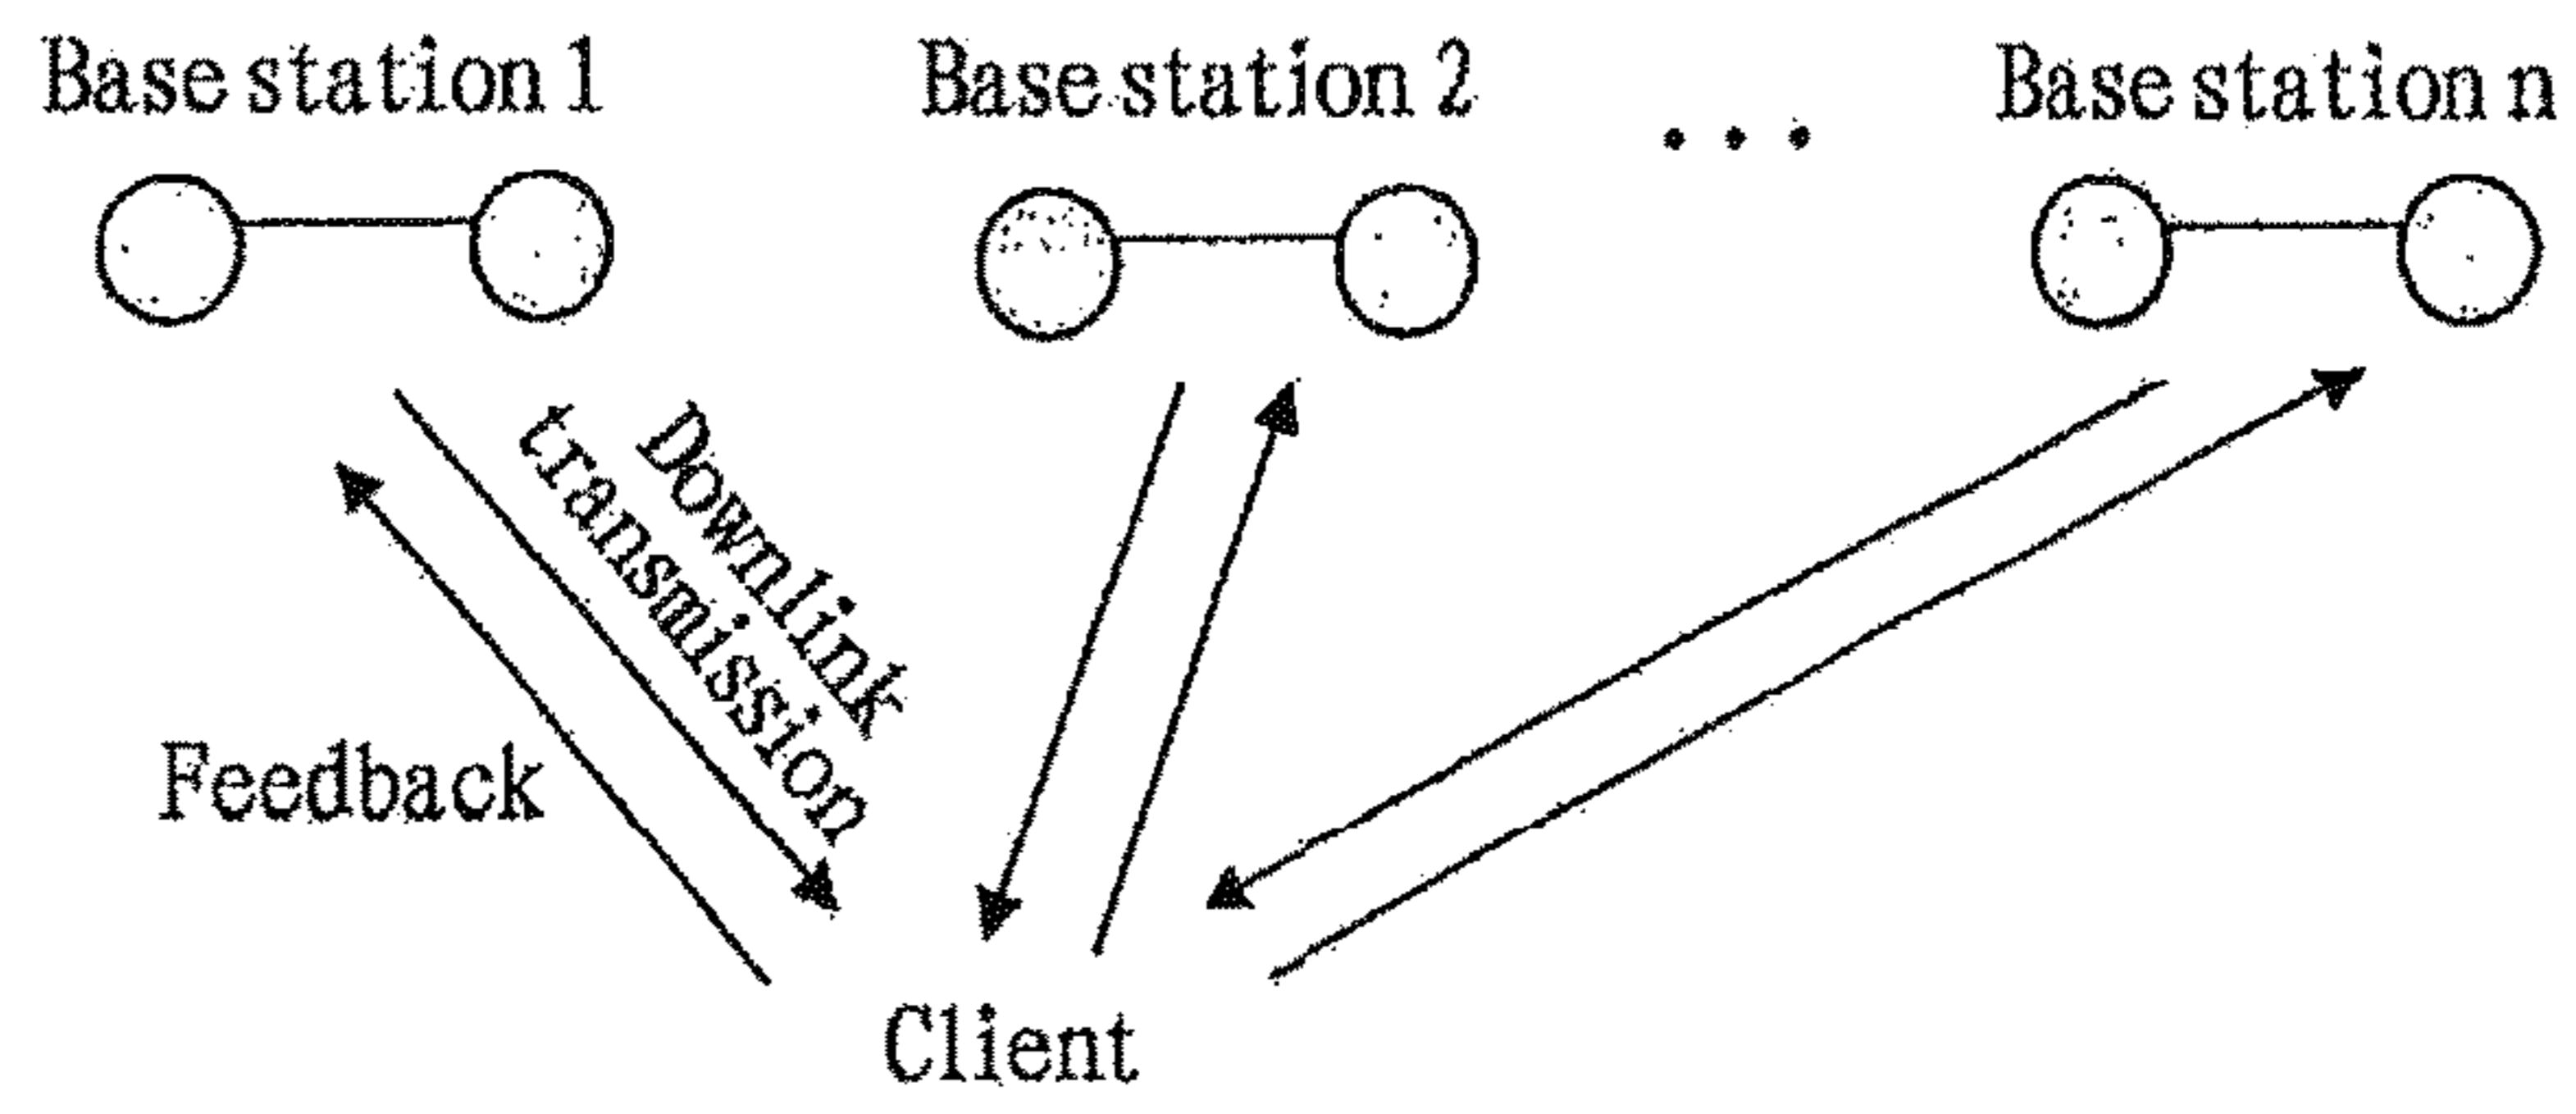 Base station 1
Base station 2
...
Base station n
Downlink
transmission
Feedback
Client